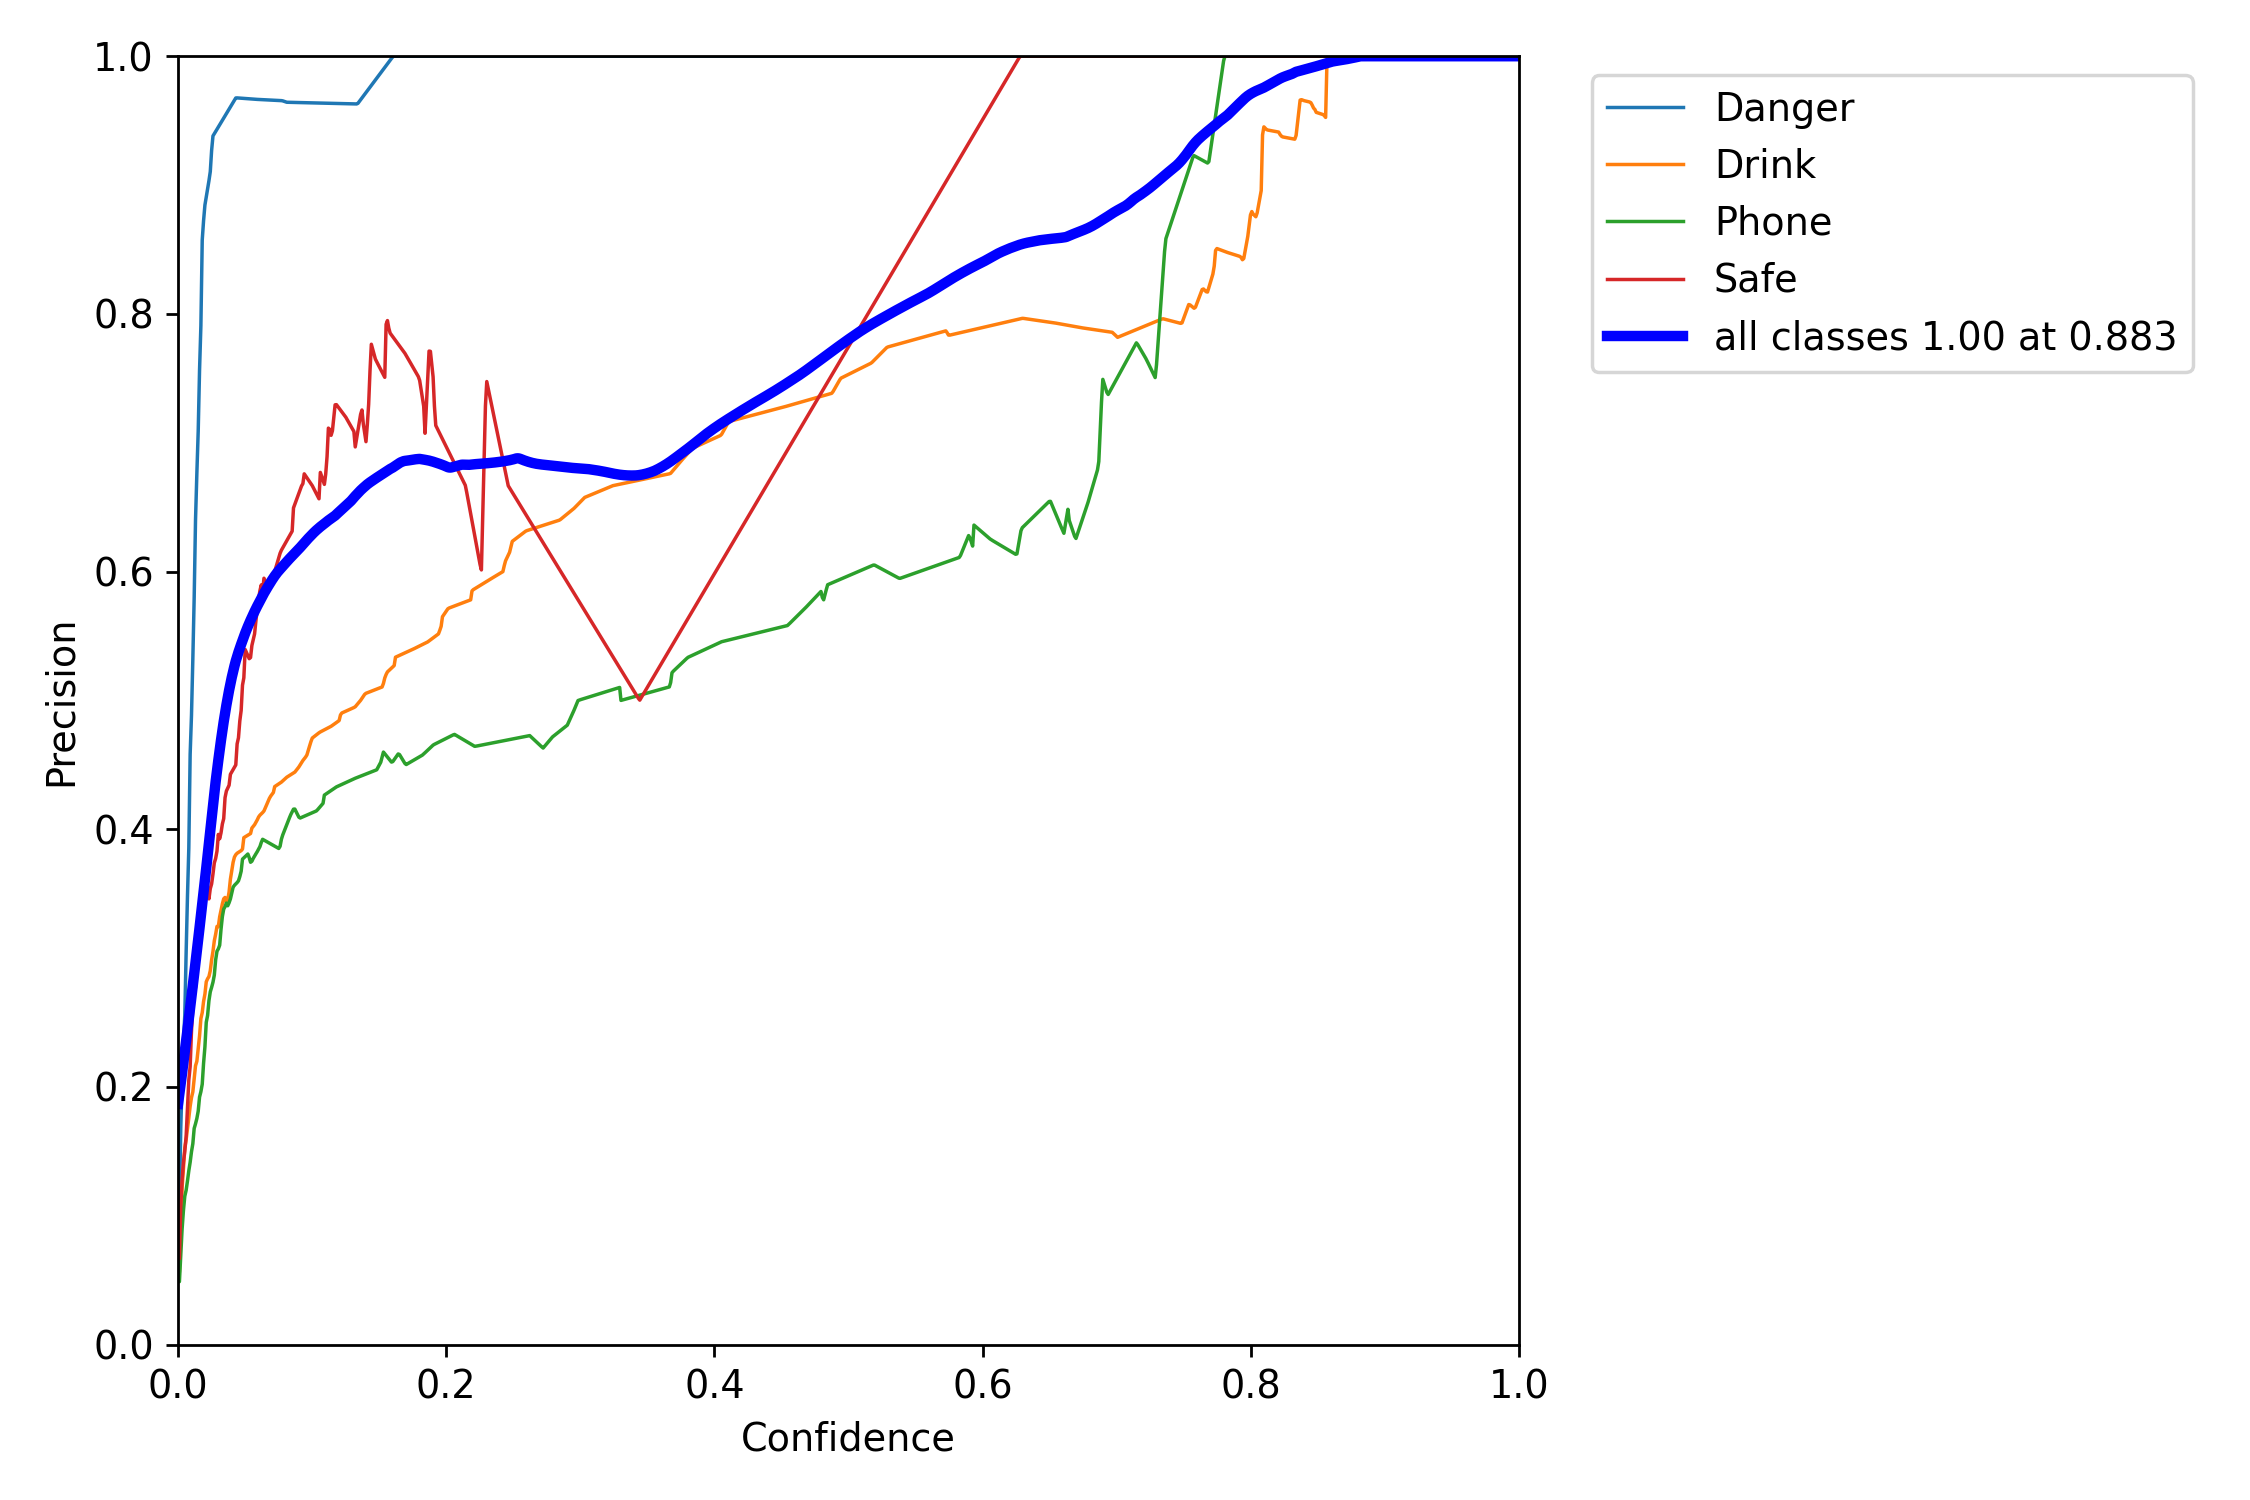 1.0
0.8
0.6
0.4
0.2
0.0
0.0 0.2 0.4 0.6 0.8 1.0
Precision
Confidence
Danger
Drink
Phone
Safe
all classes 1.00 at 0.883